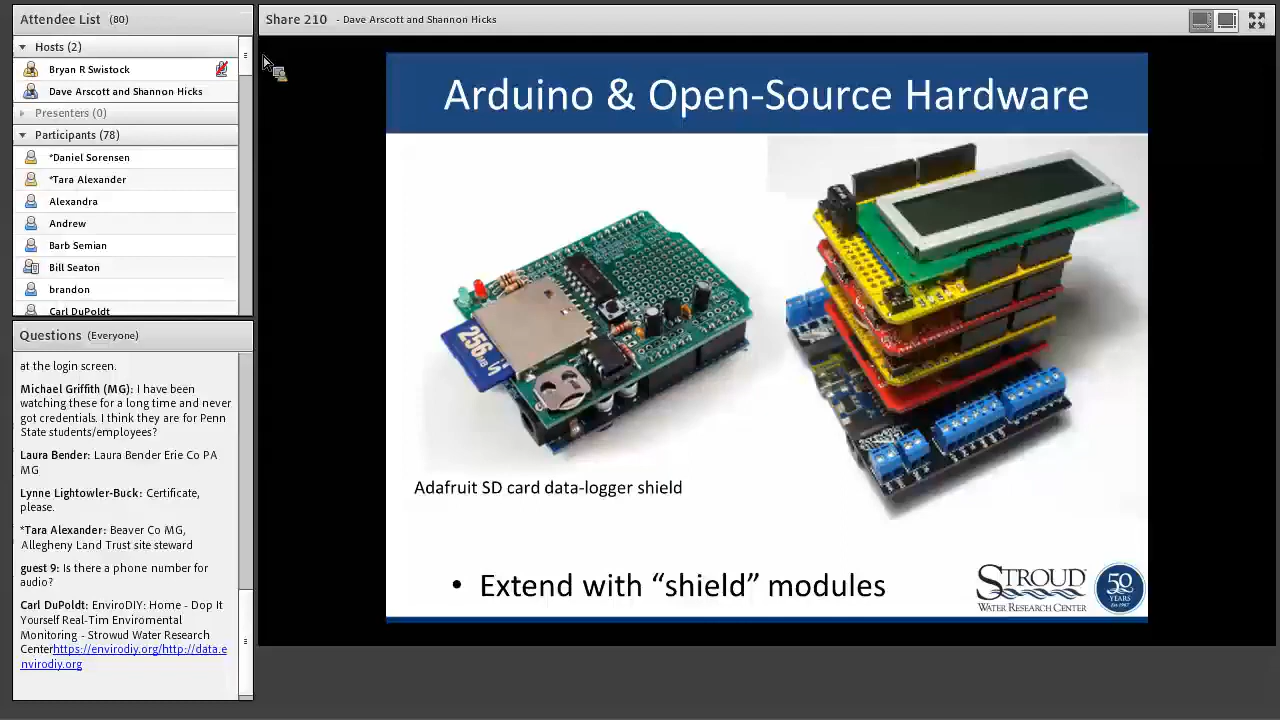 Attendee List (80)
Hosts (2)
Bryan R Swistock
Dave Arscott and Shannon Hicks
Presenters (0)
Participants (78)
*Daniel Sorensen
*Tara Alexander
Alexandra
Andrew
Barb Semian
Bill Seaton
brandon
Carl DuPoldt
Questions (Everyone)
at the login screen.
Michael Griffith (MG): I have been
watching these for a long time and never
got credentials. I think they are for Penn
State students/employees?
Laura Bender: Laura Bender Erie Co PA
MG
Lynne Lightowler-Buck: Certificate,
please.
*Tara Alexander: Beaver Co MG,
Allegheny Land Trust site steward
guest 9: Is there a phone number for
audio?
Carl DuPoldt: EnviroDIY: Home - Dop It
Yourself Real-Tim Enviromental
Monitoring - Strowud Water Research
Centerhttps://envirodiy.org/http://data.e
nvirodiy.org
Share 210 - Dave Arscott and Shannon Hicks
Arduino & Open-Source Hardware
256
Adafruit SD card data-logger shield
• Extend with “shield” modules
STROUD
WATER RESEARCH CENTER
50
YEARS
Est. 1967